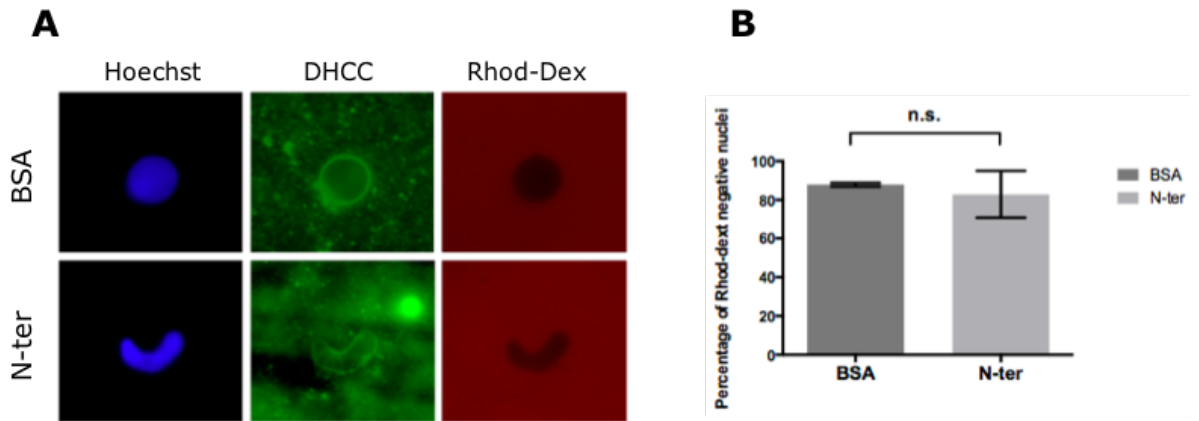 A
Hoechst DHCC Rhod-Dex
BSA
N-ter
B
n.s.
Percentage of Rhod-dext negative nuclei
100
80
60
40
20
0
BSA N-ter
BSA
N-ter